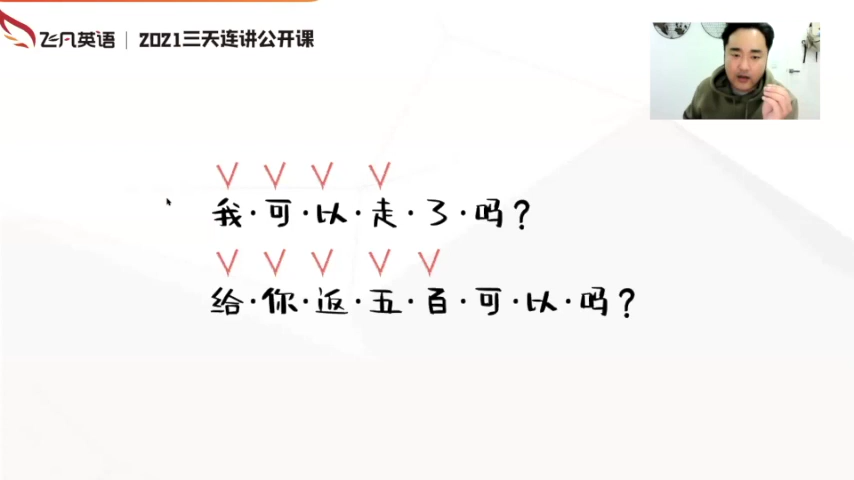 飞凡英语 | 2021三天连讲公开课
∨ ∨ ∨ ∨
我·可·以·走·了·吗？
∨ ∨ ∨ ∨ ∨
给·你·返·五·百·可·以·吗？